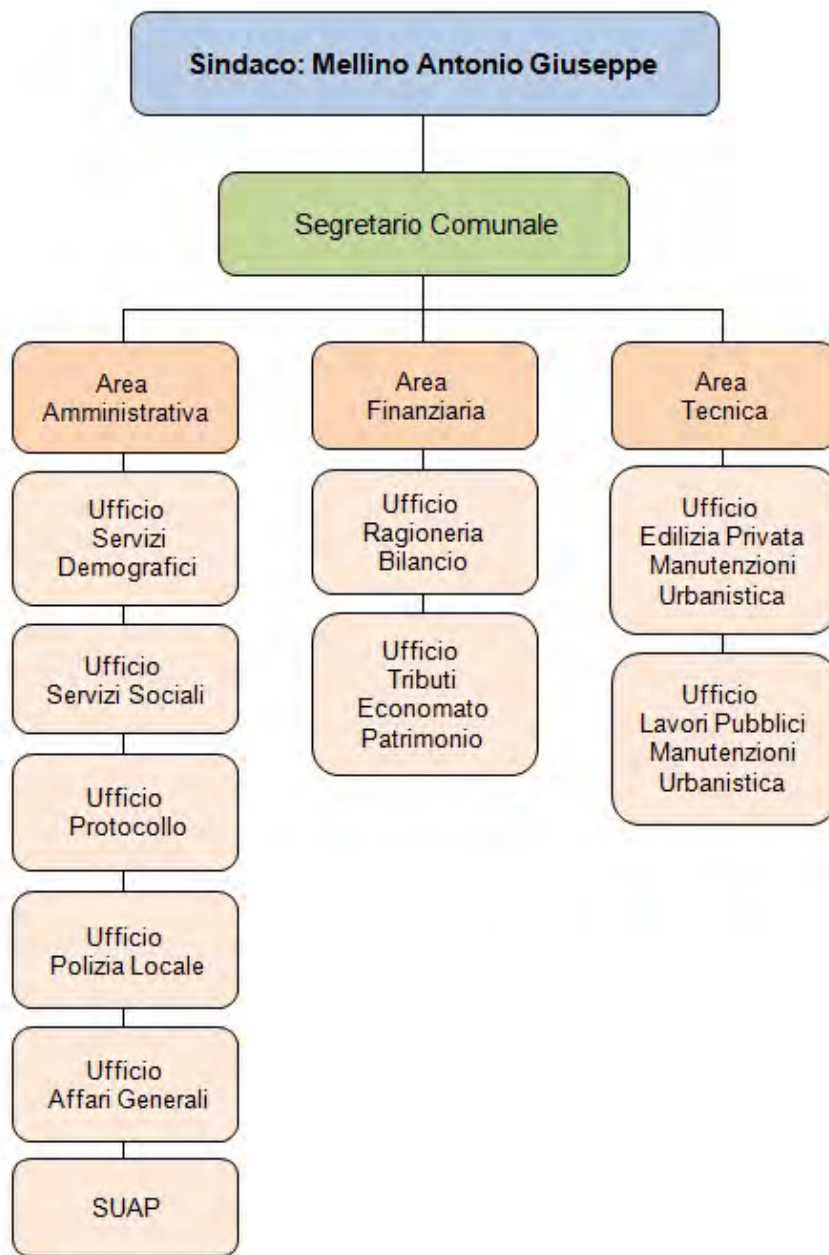 Sindaco: Mellino Antonio Giuseppe
Segretario Comunale
Area
Amministrativa
Ufficio
Servizi
Demografici
Ufficio
Servizi Sociali
Ufficio
Protocollo
Ufficio
Polizia Locale
Ufficio
Affari Generali
SUAP
Area
Finanziaria
Ufficio
Ragioneria
Bilancio
Ufficio
Tributi
Economato
Patrimonio
Area
Tecnica
Ufficio
Edilizia Privata
Manutenzioni
Urbanistica
Ufficio
Lavori Pubblici
Manutenzioni
Urbanistica